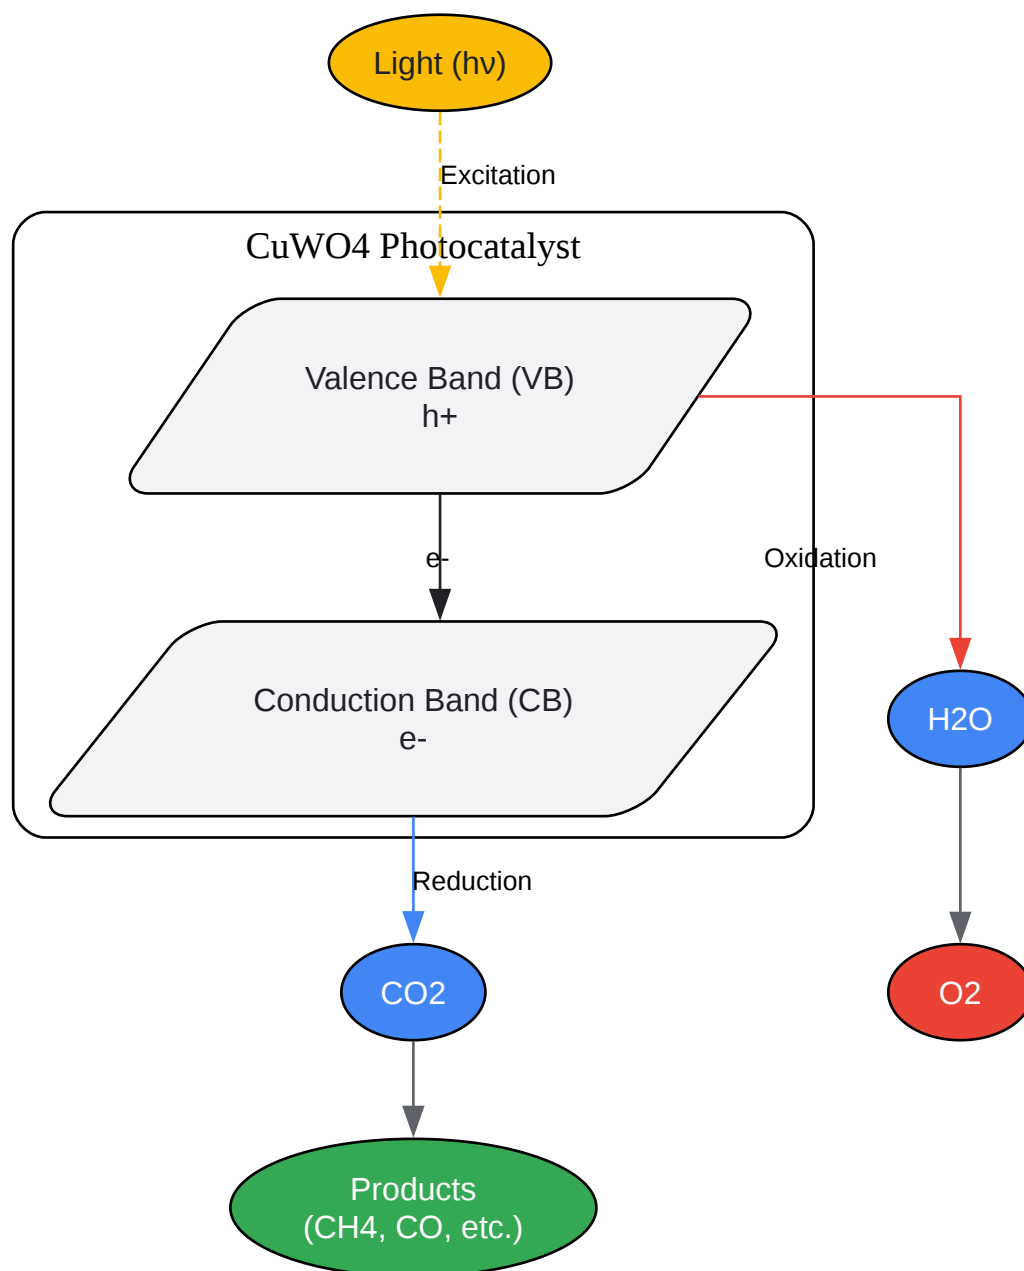 Light (hν)
Excitation
CuWO4 Photocatalyst
Valence Band (VB)
h+
e-
Oxidation
Conduction Band (CB)
e-
H2O
Reduction
CO2
O2
Products
(CH4, CO, etc.)